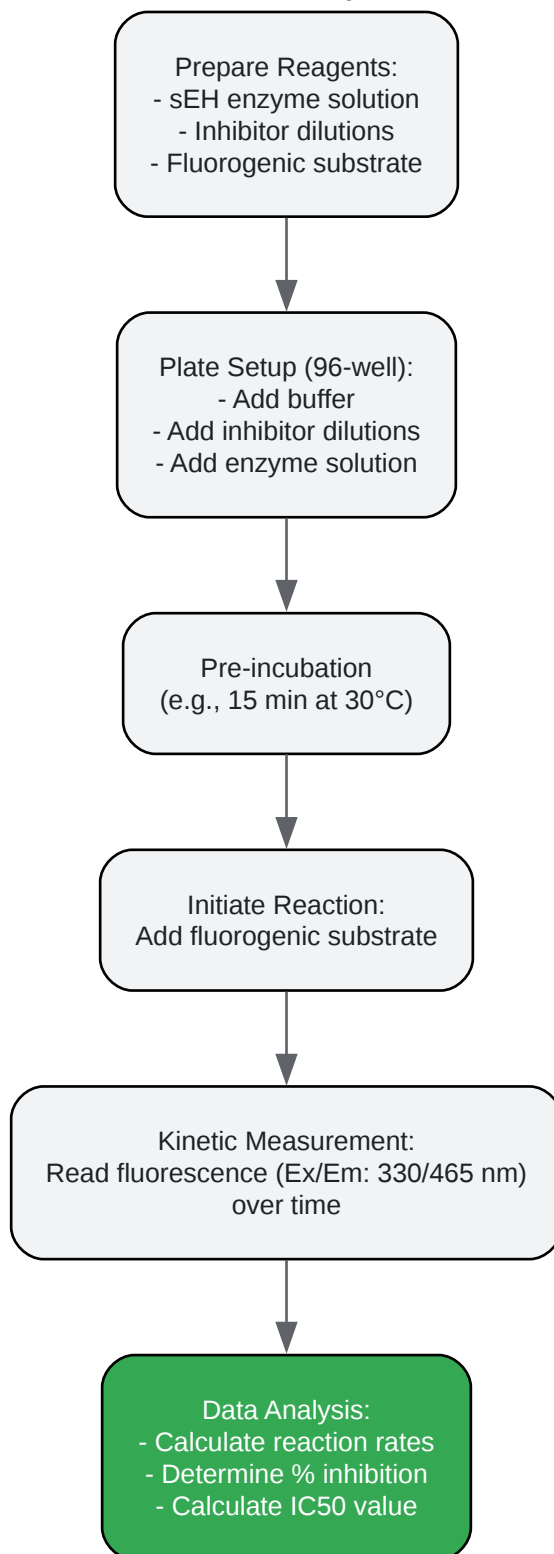 Prepare Reagents:
- sEH enzyme solution
- Inhibitor dilutions
- Fluorogenic substrate
Plate Setup (96-well):
- Add buffer
- Add inhibitor dilutions
- Add enzyme solution
Pre-incubation
(e.g., 15 min at 30°C)
Initiate Reaction:
Add fluorogenic substrate
Kinetic Measurement:
Read fluorescence (Ex/Em: 330/465 nm)
over time
Data Analysis:
- Calculate reaction rates
- Determine % inhibition
- Calculate IC50 value